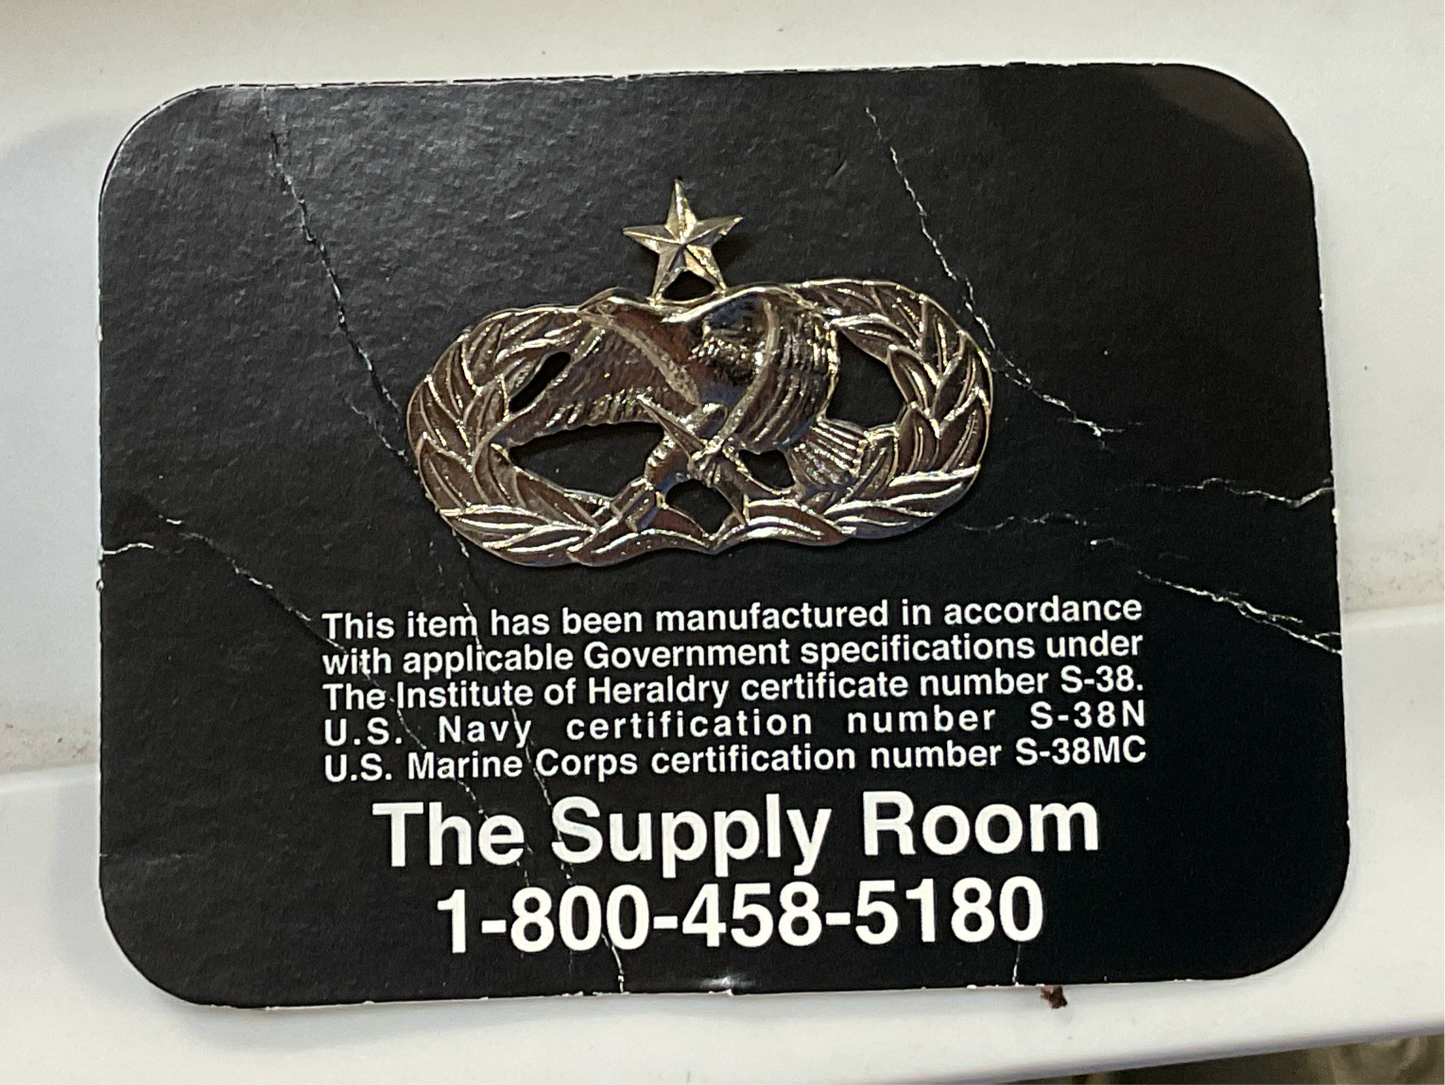 This item has been manufactured in accordance
with applicable Government specifications under
The Institute of Heraldry certificate number S-38.
U.S. Navy certification number S-38N
U.S. Marine Corps certification number S-38MC
The Supply Room
1-800-458-5180